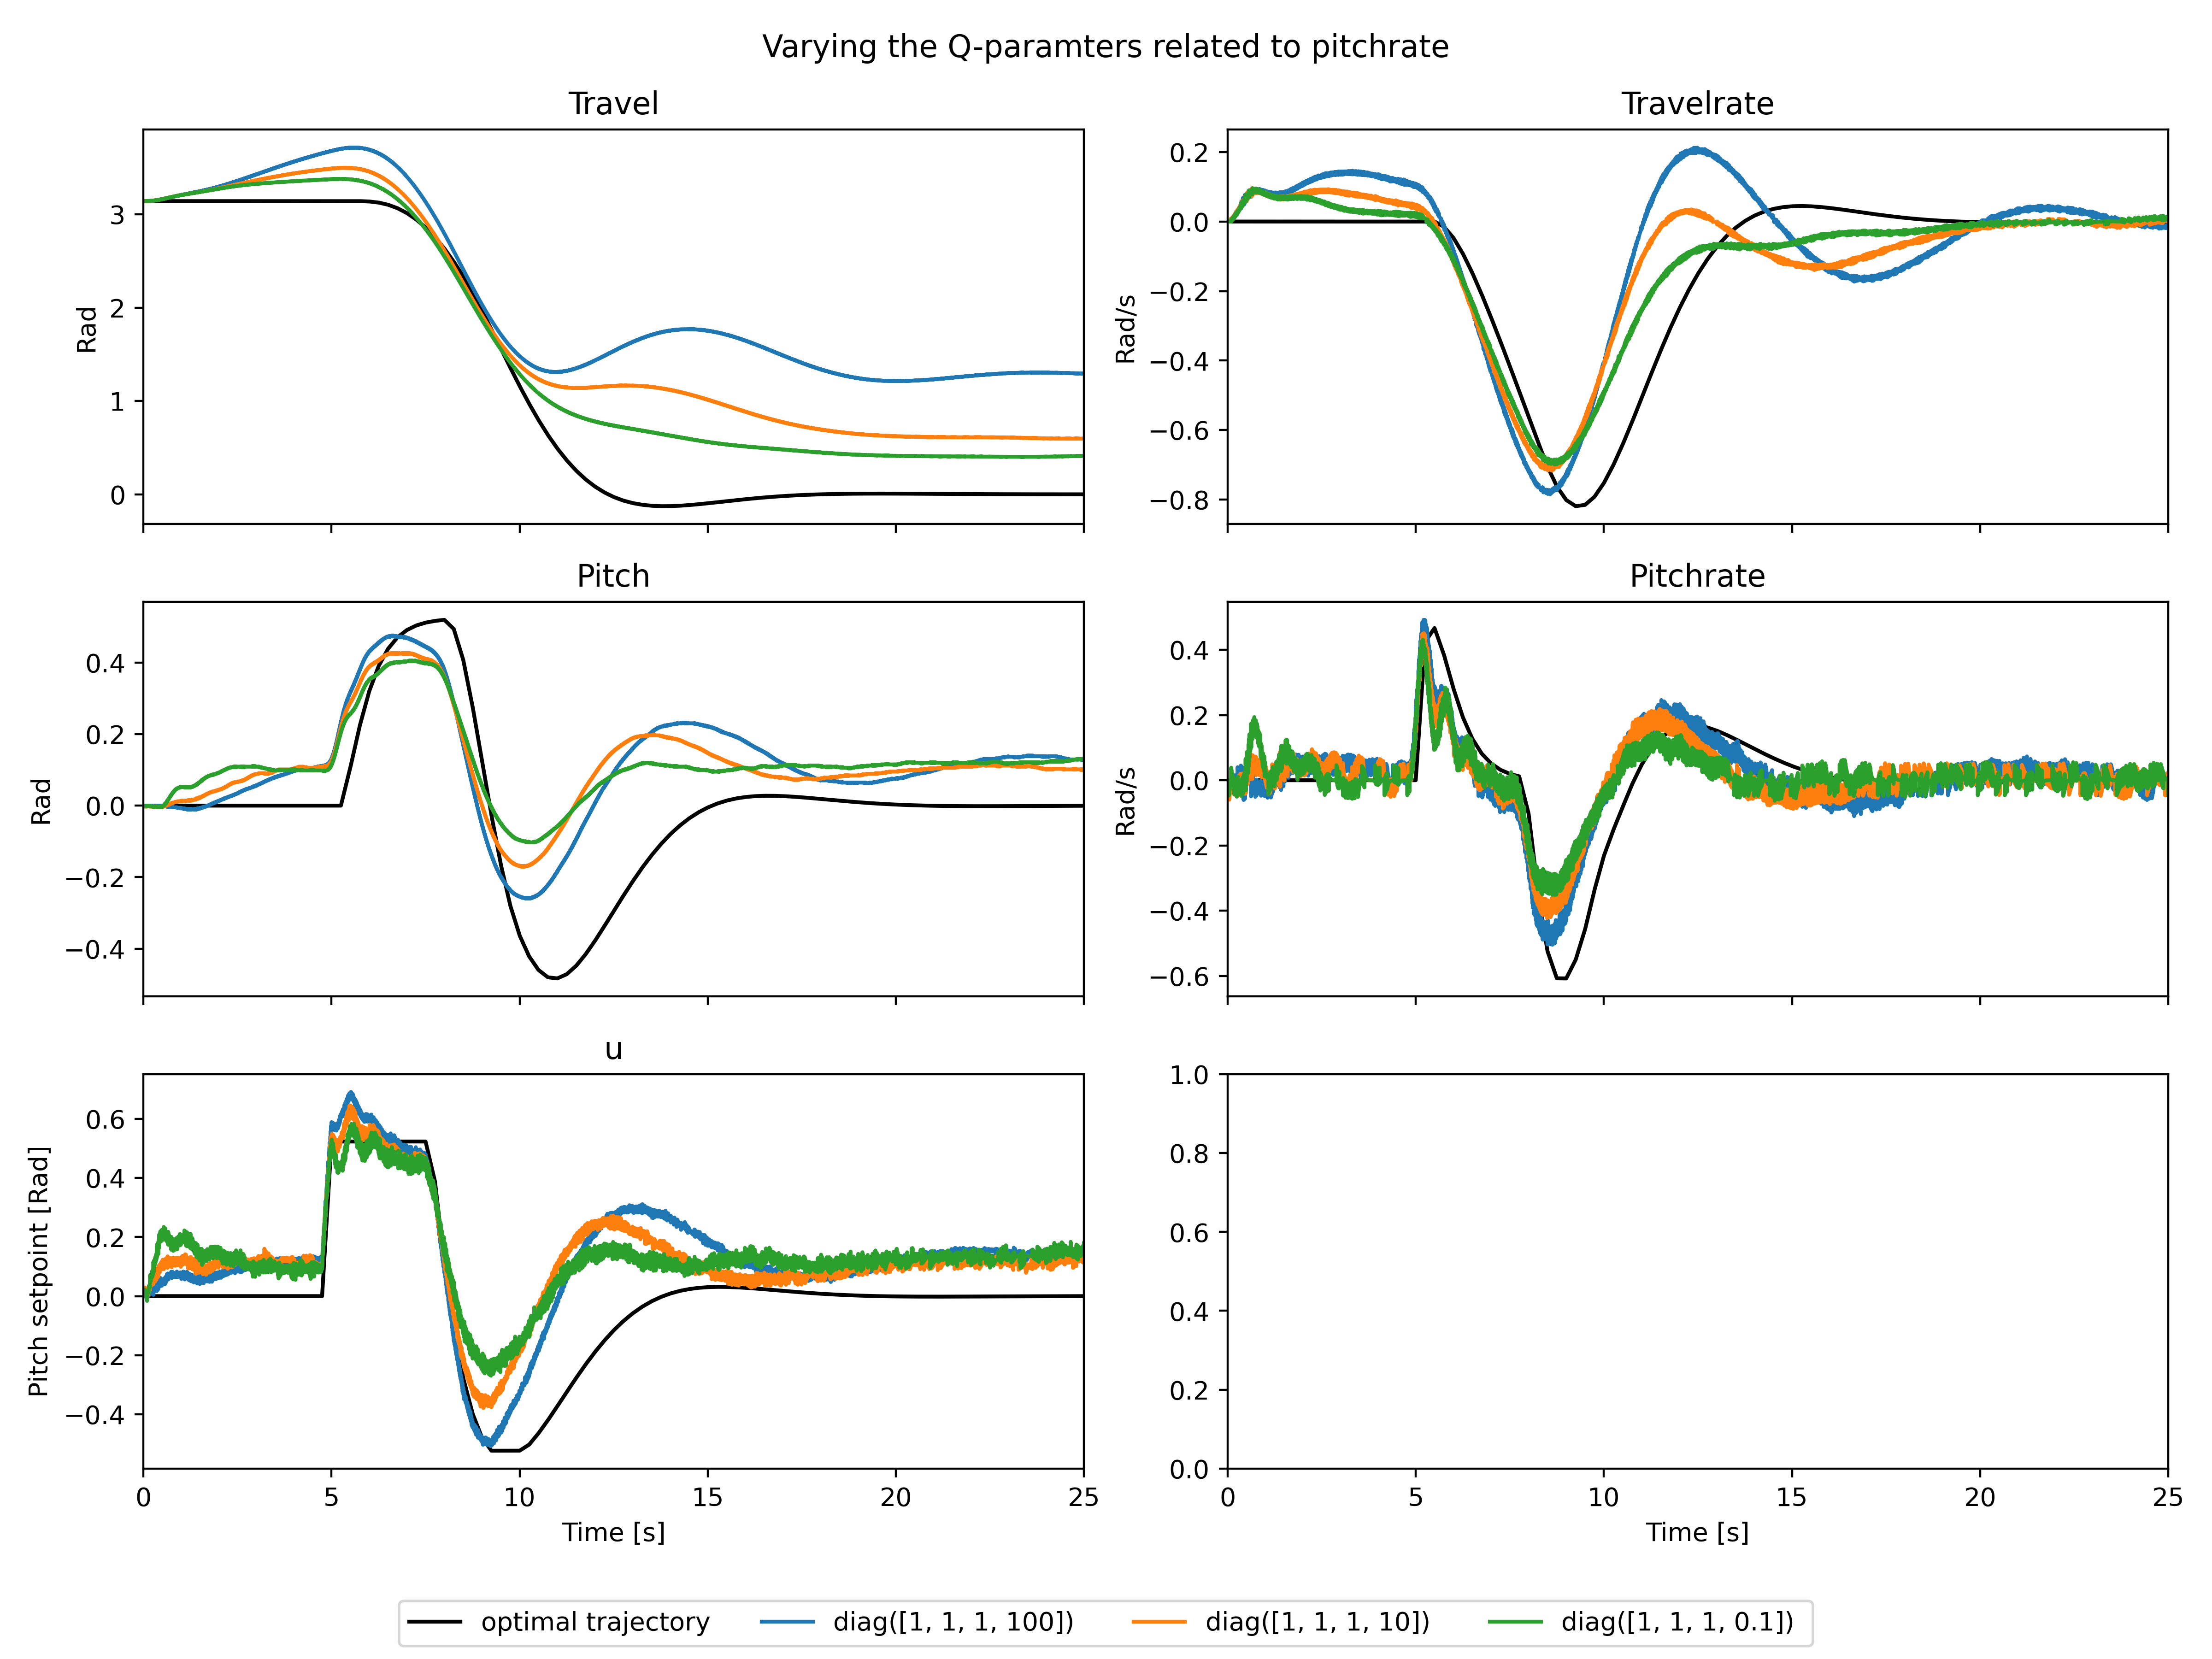 Varying the Q-paramters related to pitchrate
Travel
Travelrate
3
2
1
0
Rad
0.2
0.0
−0.2
−0.4
−0.6
−0.8
Rad/s
Pitch
Pitchrate
0.4
0.2
0.0
−0.2
−0.4
Rad
0.4
0.2
0.0
−0.2
−0.4
−0.6
Rad/s
u
0.6
0.4
0.2
0.0
−0.2
−0.4
Pitch setpoint [Rad]
1.0
0.8
0.6
0.4
0.2
0.0
0 5 10 15 20 25
Time [s]
0 5 10 15 20 25
Time [s]
optimal trajectory diag([1, 1, 1, 100]) diag([1, 1, 1, 10]) diag([1, 1, 1, 0.1])